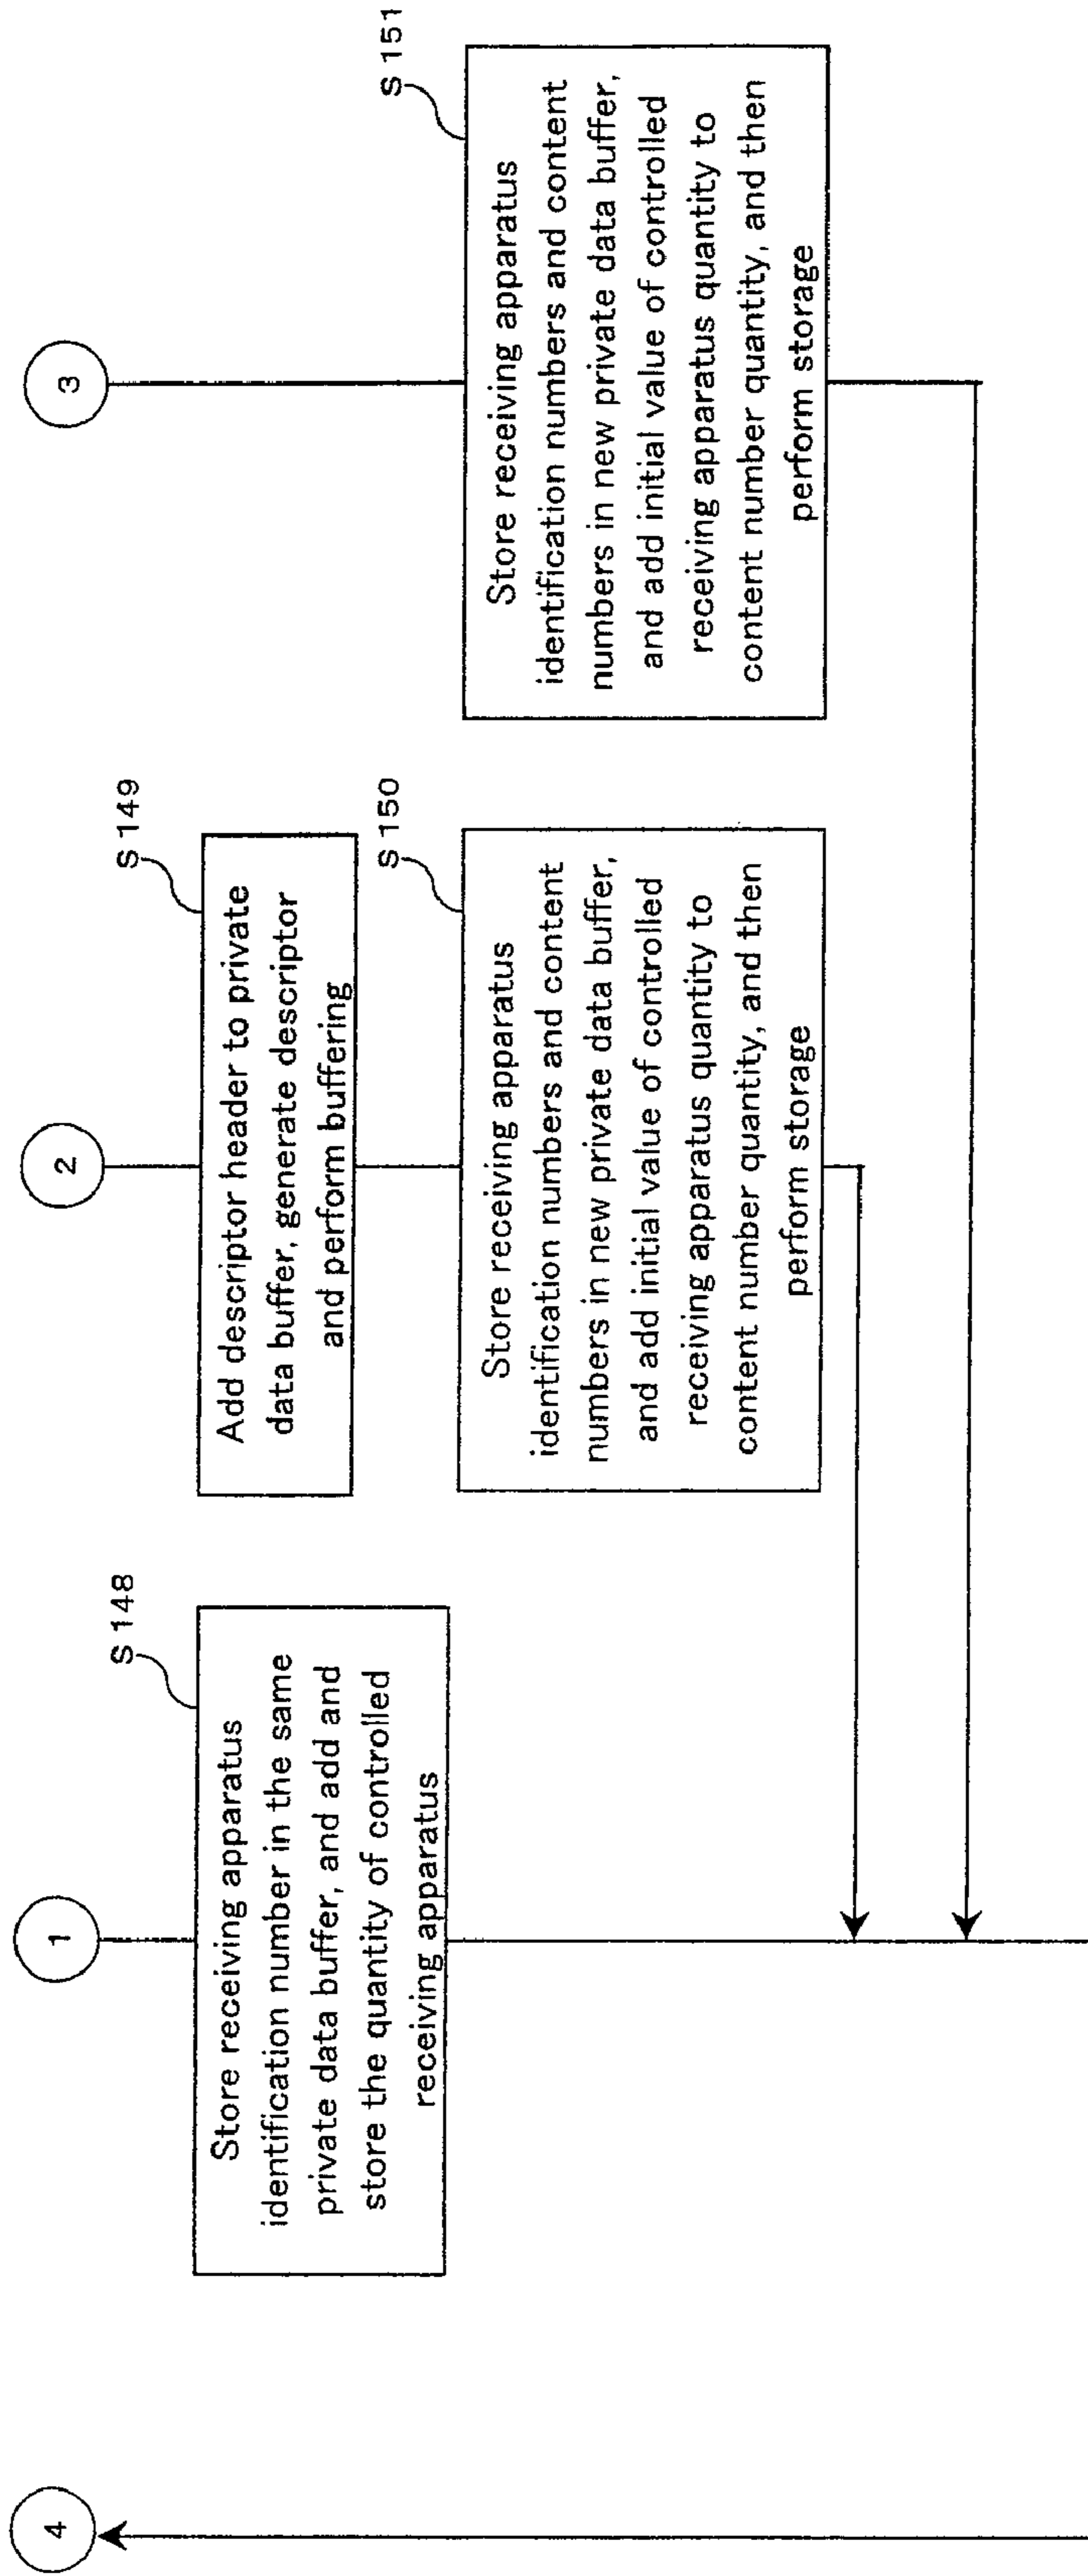 4
1
2
3
S 148
Store receiving apparatus
identification number in the same
private data buffer, and add and
store the quantity of controlled
receiving apparatus
S 149
Add descriptor header to private
data buffer, generate descriptor
and perform buffering
S 150
Store receiving apparatus
identification numbers and content
numbers in new private data buffer,
and add initial value of controlled
receiving apparatus quantity to
content number quantity, and then
perform storage
S 151
Store receiving apparatus
identification numbers and content
numbers in new private data buffer,
and add initial value of controlled
receiving apparatus quantity to
content number quantity, and then
perform storage